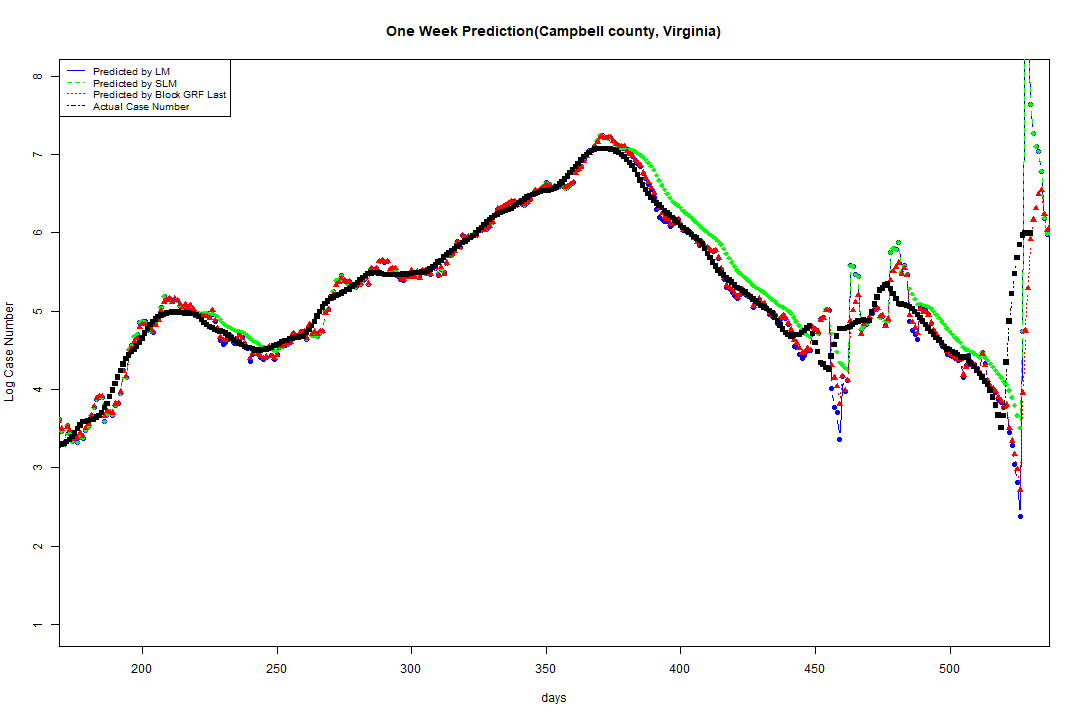 One Week Prediction(Campbell county, Virginia)
Predicted by LM
Predicted by SLM
Predicted by Block GRF Last
Actual Case Number
8
7
6
5
4
3
2
1
Log Case Number
200 250 300 350 400 450 500
days